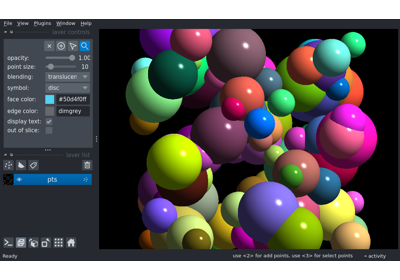 File View Plugins Window Help
layer controls
opacity: 1.00
point size: 10
blending: translucen
symbol: disc
face color: #50d4f0ff
edge color: dimgrey
display text:
out of slice:
layer list
pts
Ready use <2> for add points, use <3> for select points activity